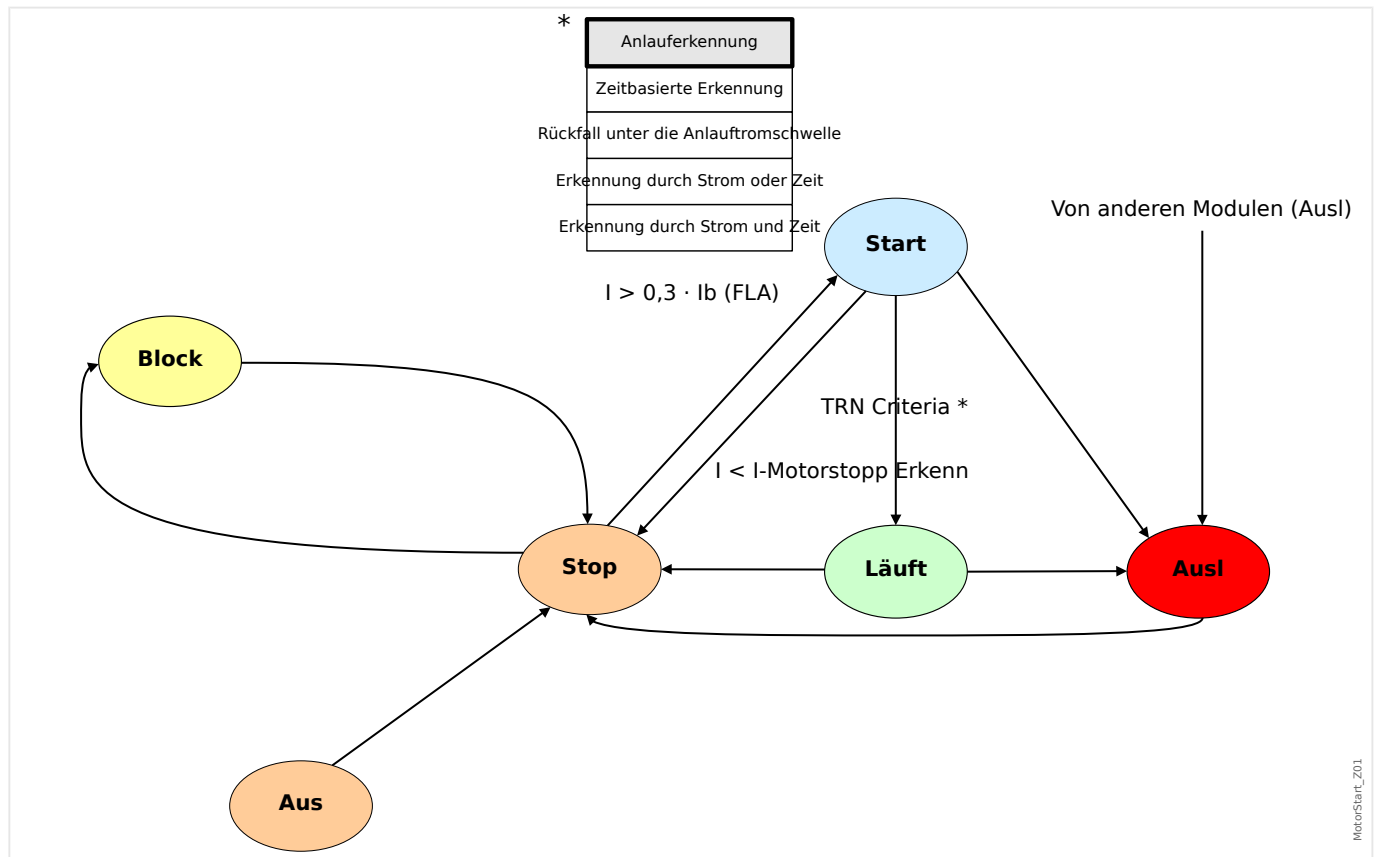 *
Anlauferkennung
Zeitbasierte Erkennung
Rückfall unter die Anlauftromschwelle
Erkennung durch Strom oder Zeit
Erkennung durch Strom und Zeit
Von anderen Modulen (Ausl)
Start
I > 0,3 · Ib (FLA)
Block
TRN Criteria *
I < I-Motorstopp Erkenn
Stop
Läuft
Ausl
Aus
MotorStart_Z01